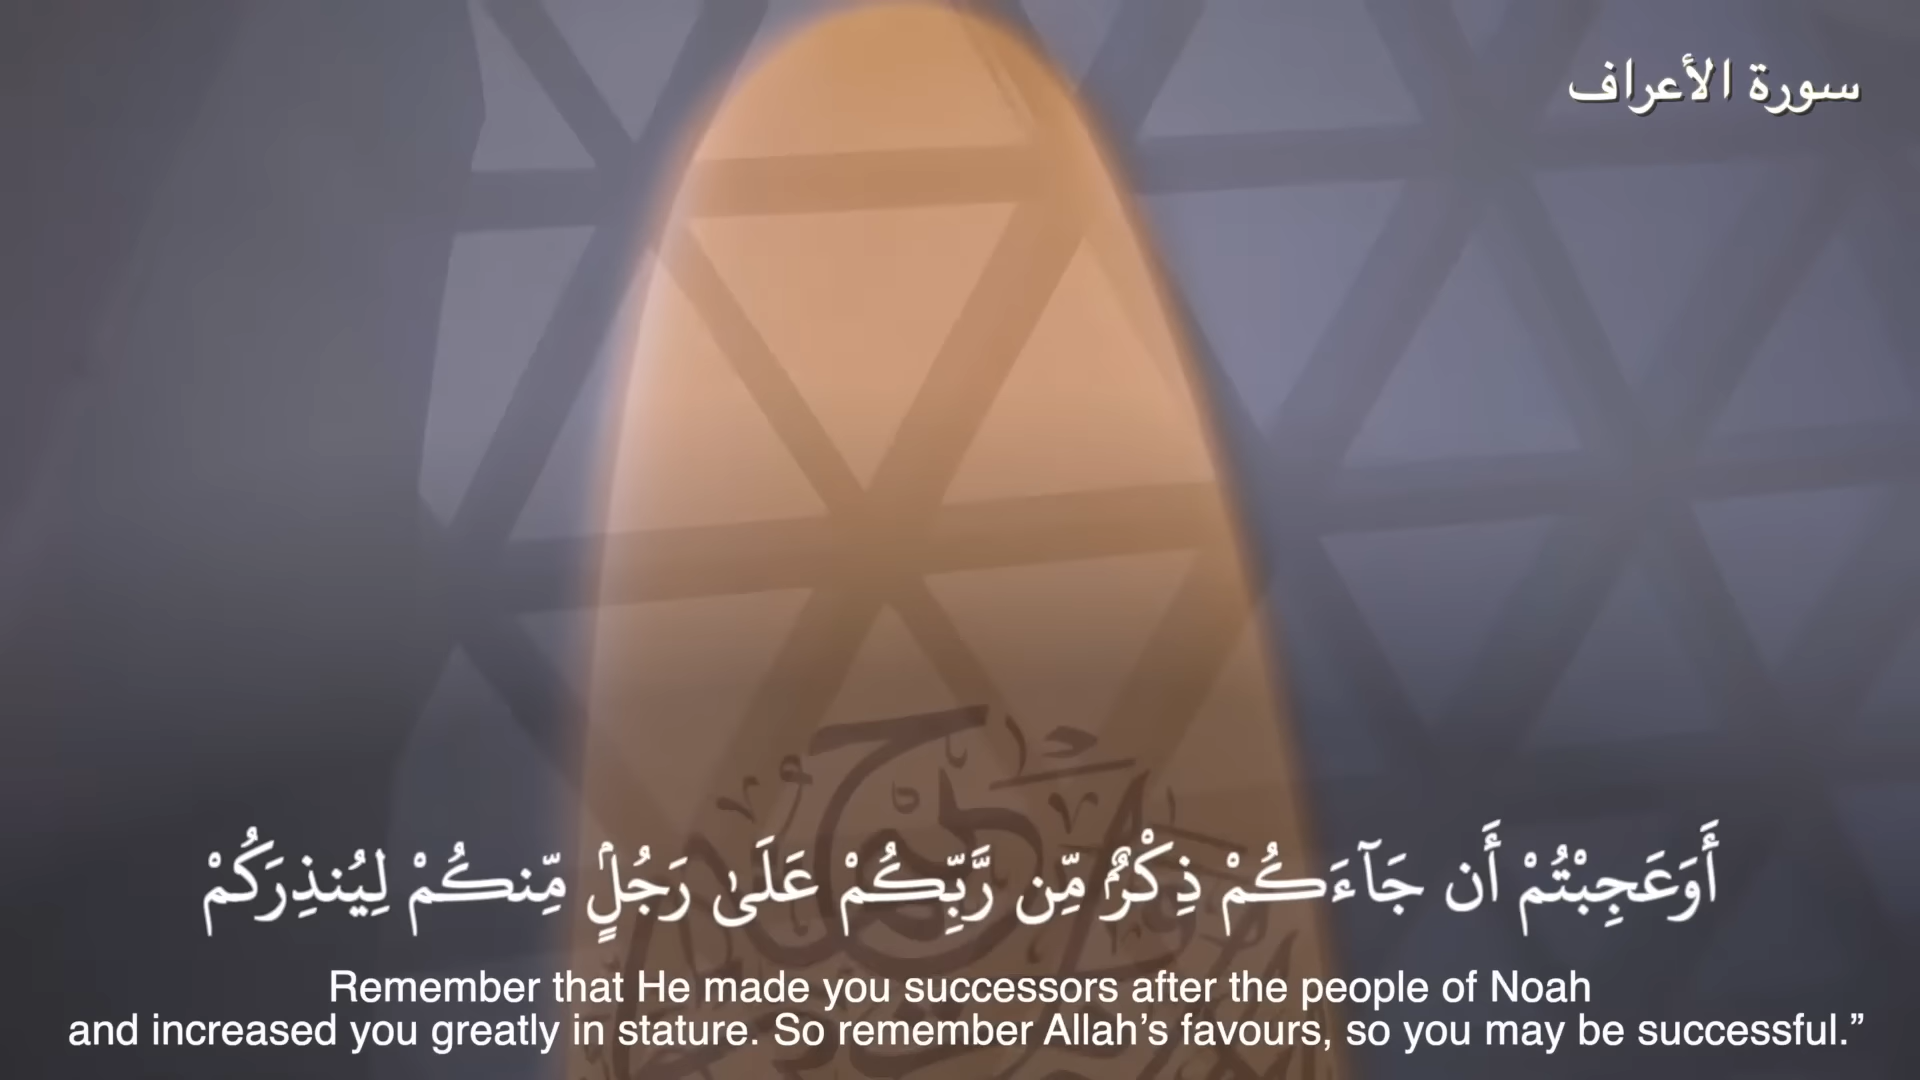 سورة الأعراف
أَوَعَجِبْتُمْ أَن جَآءَكُمْ ذِكْرٌ مِّن رَّبِّكُمْ عَلَىٰ رَجُلٍ مِّنكُمْ لِيُنذِرَكُمْ
Remember that He made you successors after the people of Noah
and increased you greatly in stature. So remember Allah’s favours, so you may be successful.”